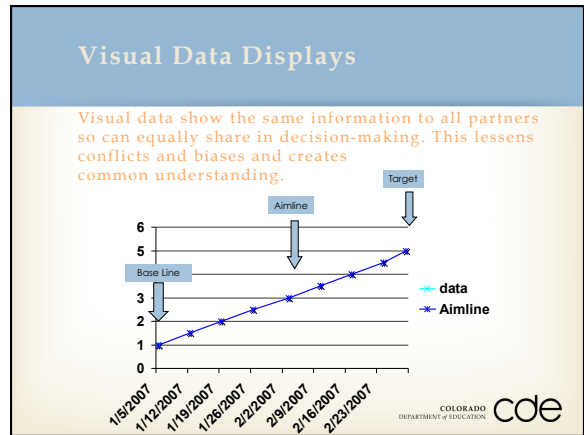 Visual Data Displays
Visual data show the same information to all partners
so can equally share in decision-making. This lessens
conflicts and biases and creates
common understanding.
Target
Aimline
Base Line
6
5
3
2
1
0
data
Aimline
1/5/2007
1/12/2007
1/19/2007
1/26/2007
2/2/2007
2/9/2007
2/16/2007
2/23/2007
COLORADO
DEPARTMENT of EDUCATION
cde